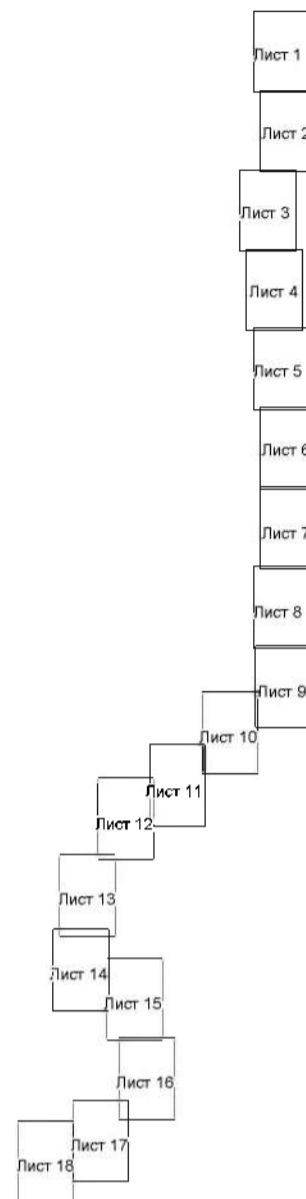 Лист 1
Лист 2
Лист 3
Лист 4
Лист 5
Лист 6
Лист 7
Лист 8
Лист 9
Лист 10
Лист 11
Лист 12
Лист 13
Лист 14
Лист 15
Лист 16
Лист 17
Лист 18